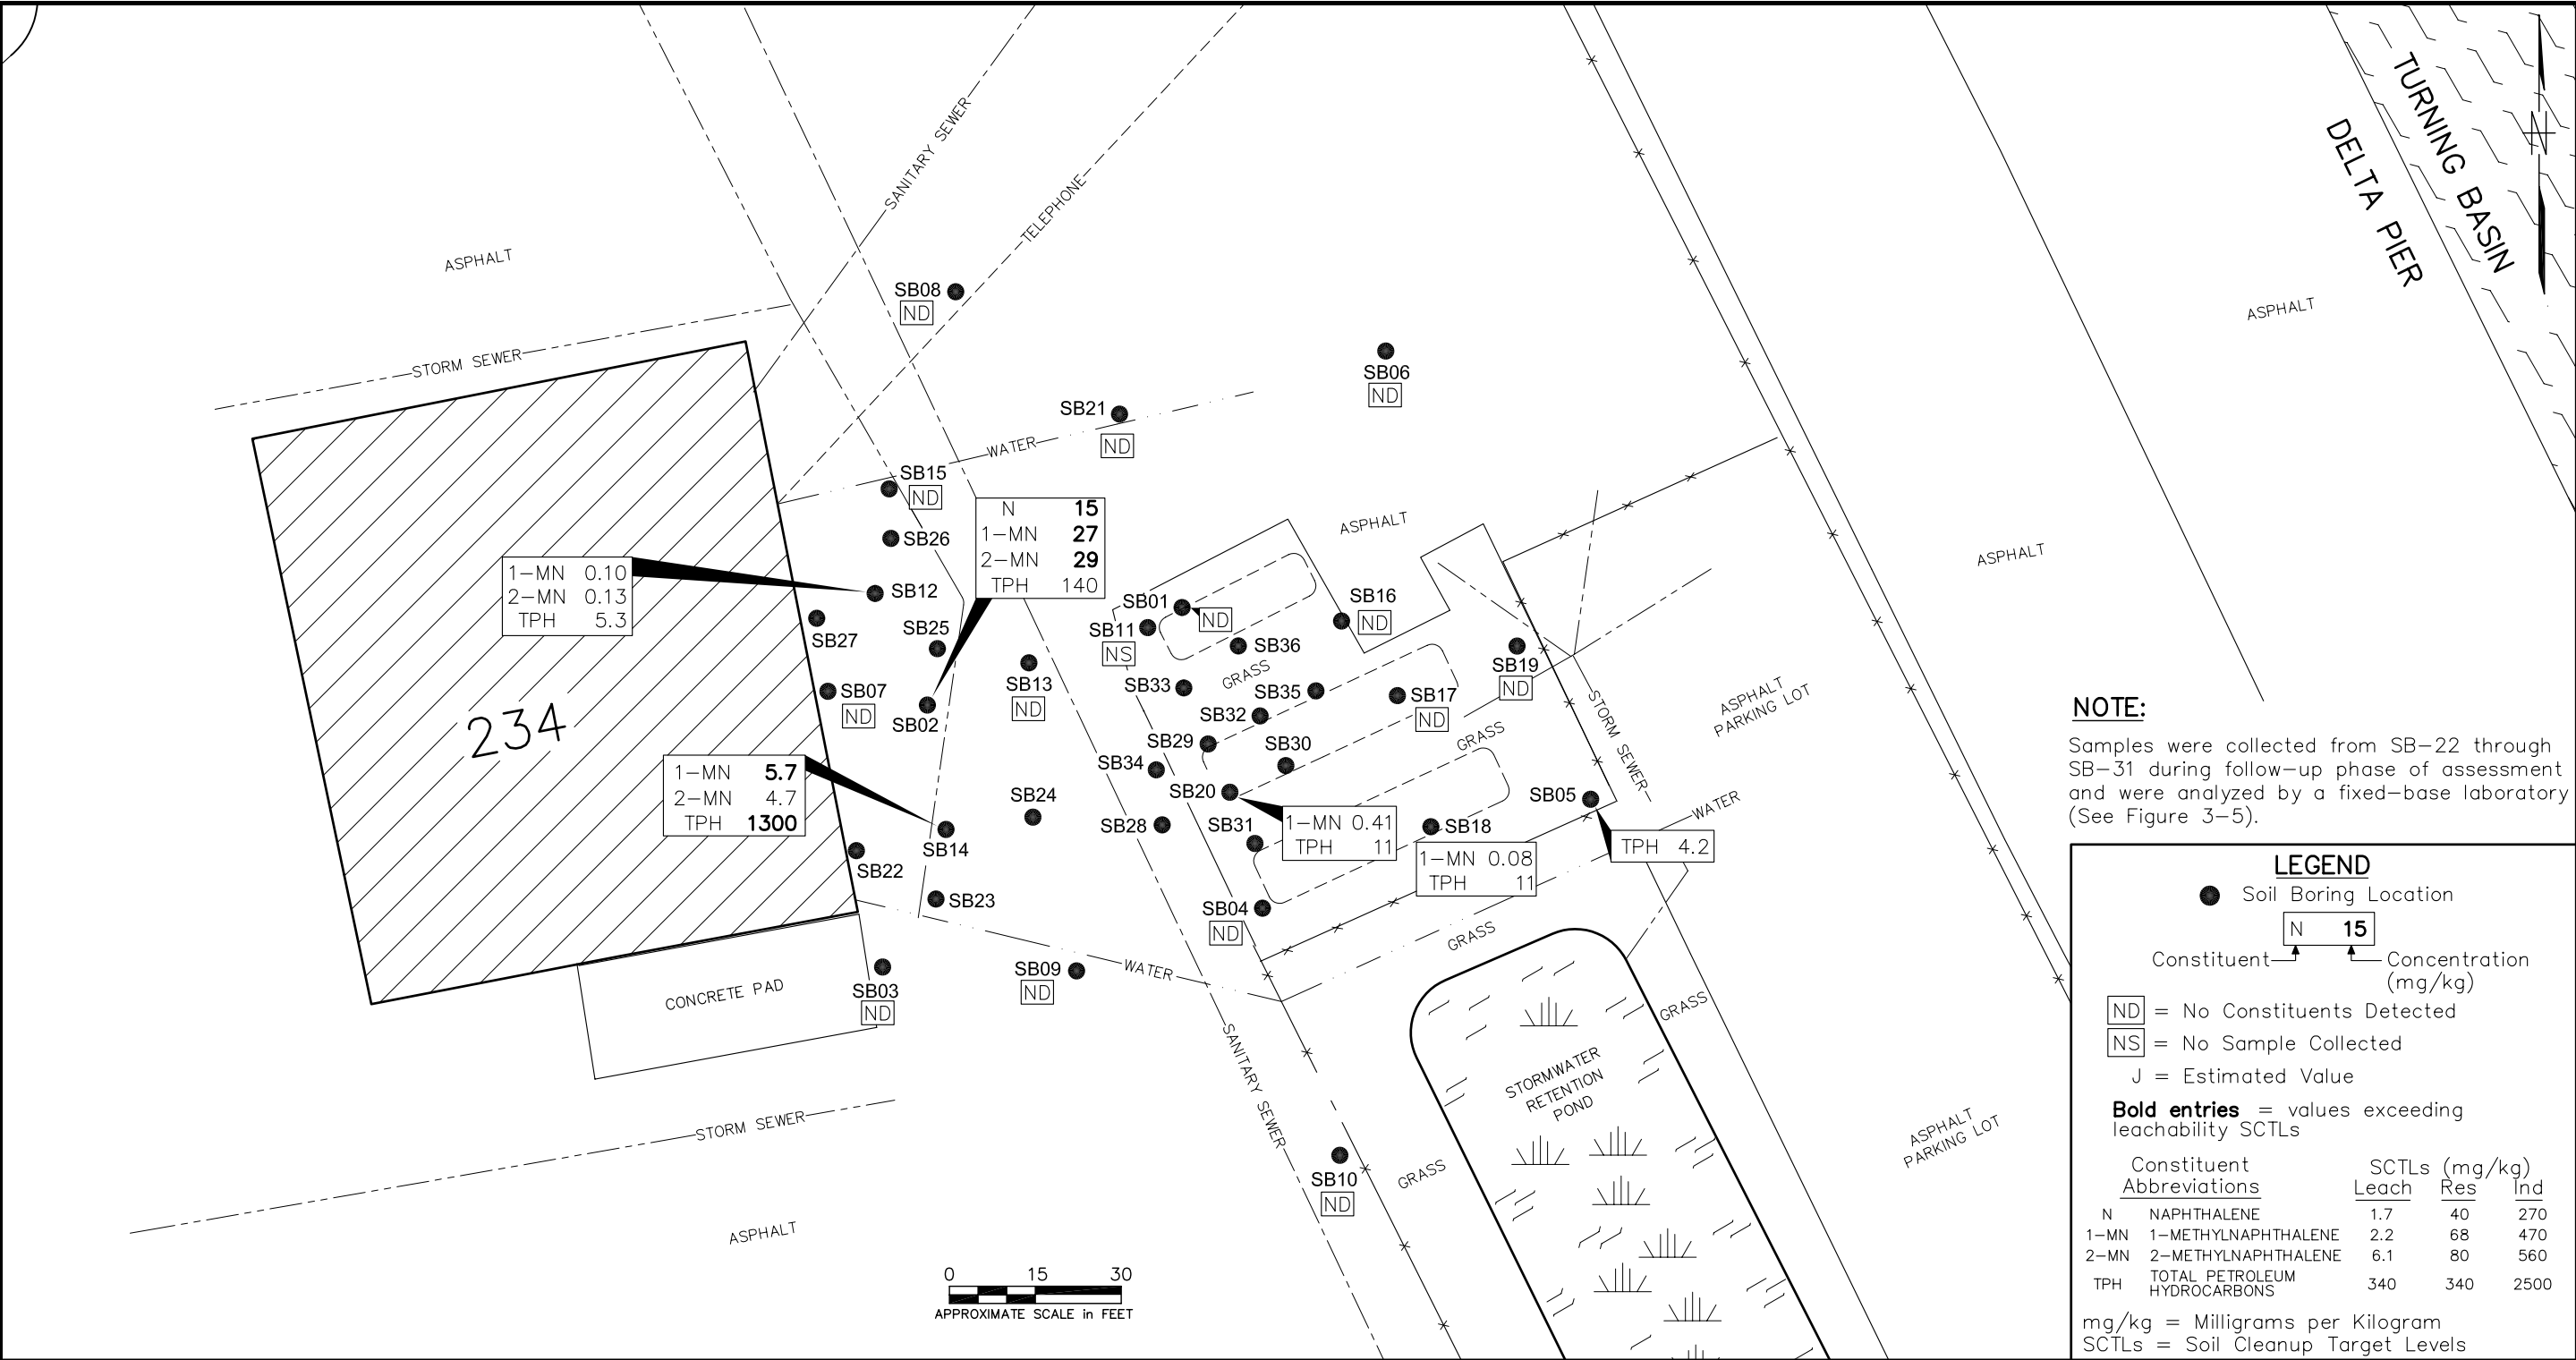 TURNING BASIN
DELTA PIER
N
SANITARY SEWER
TELEPHONE
ASPHALT
STORM SEWER
SB08
ND
SB06
ND
ASPHALT
SB21
ND
WATER
SB15
ND
SB26
N 15
1-MN 27
2-MN 29
TPH 140
ASPHALT
ASPHALT
1-MN 0.10
2-MN 0.13
TPH 5.3
SB12
SB27
SB25
SB01
ND
SB11
NS
SB16
ND
SB36
GRASS
SB19
ND
SB07
ND
SB02
SB13
ND
SB33
SB35
SB32
SB17
ND
234
SB29
SB30
GRASS
STORM SEWER
ASPHALT
PARKING LOT
1-MN 5.7
2-MN 4.7
TPH 1300
SB14
SB24
SB34
SB20
SB28
SB31
1-MN 0.41
TPH 11
SB18
1-MN 0.08
TPH 11
SB05
TPH 4.2
WATER
SB22
SB23
SB04
ND
GRASS
SB03
ND
SB09
ND
WATER
CONCRETE PAD
SANITARY SEWER
GRASS
STORMWATER
RETENTION
POND
STORM SEWER
SB10
ND
GRASS
ASPHALT
PARKING LOT
ASPHALT
0 15 30
APPROXIMATE SCALE in FEET
NOTE:
Samples were collected from SB-22 through
SB-31 during follow-up phase of assessment
and were analyzed by a fixed-base laboratory
(See Figure 3-5).
LEGEND
Soil Boring Location
N 15
Constituent Concentration
(mg/kg)
ND = No Constituents Detected
NS = No Sample Collected
J = Estimated Value
Bold entries = values exceeding
leachability SCTLs
Constituent SCTLs (mg/kg)
Abbreviations Leach Res Ind
N NAPHTHALENE 1.7 40 270
1-MN 1-METHYLNAPHTHALENE 2.2 68 470
2-MN 2-METHYLNAPHTHALENE 6.1 80 560
TPH TOTAL PETROLEUM
HYDROCARBONS 340 340 2500
mg/kg = Milligrams per Kilogram
SCTLs = Soil Cleanup Target Levels